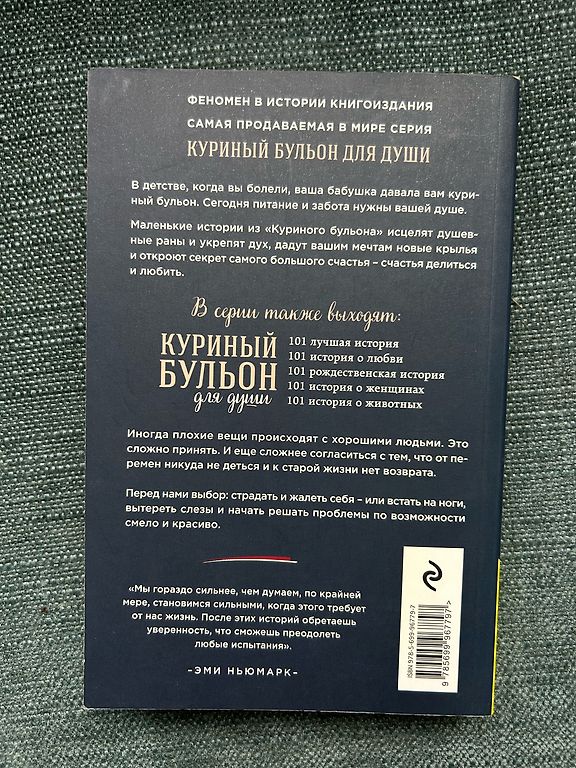 ФЕНОМЕН В ИСТОРИИ КНИГОИЗДАНИЯ
САМАЯ ПРОДАВАЕМАЯ В МИРЕ СЕРИЯ
КУРИНЫЙ БУЛЬОН ДЛЯ ДУШИ
В детстве, когда вы болели, ваша бабушка давала вам кури-
ный бульон. Сегодня питание и забота нужны вашей душе.
Маленькие истории из «Куриного бульона» исцелят душев-
ные раны и укрепят дух, дадут вашим мечтам новые крылья
и откроют секрет самого большого счастья – счастья делиться
и любить.
В серии также выходят:
КУРИНЫЙ
БУЛЬОН
для души
101 лучшая история
101 история о любви
101 рождественская история
101 история о женщинах
101 история о животных
Иногда плохие вещи происходят с хорошими людьми. Это
сложно принять. И еще сложнее согласиться с тем, что от пе-
ремен никуда не деться и к старой жизни нет возврата.
Перед нами выбор: страдать и жалеть себя – или встать на ноги,
вытереть слезы и начать решать проблемы по возможности
смело и красиво.
«Мы гораздо сильнее, чем думаем, по крайней
мере, становимся сильными, когда этого требует
от нас жизнь. После этих историй обретаешь
уверенность, что сможешь преодолеть
любые испытания».
–ЭМИ НЬЮМАРК–
ISBN 978-5-699-96779-7
9 785699 967797 >